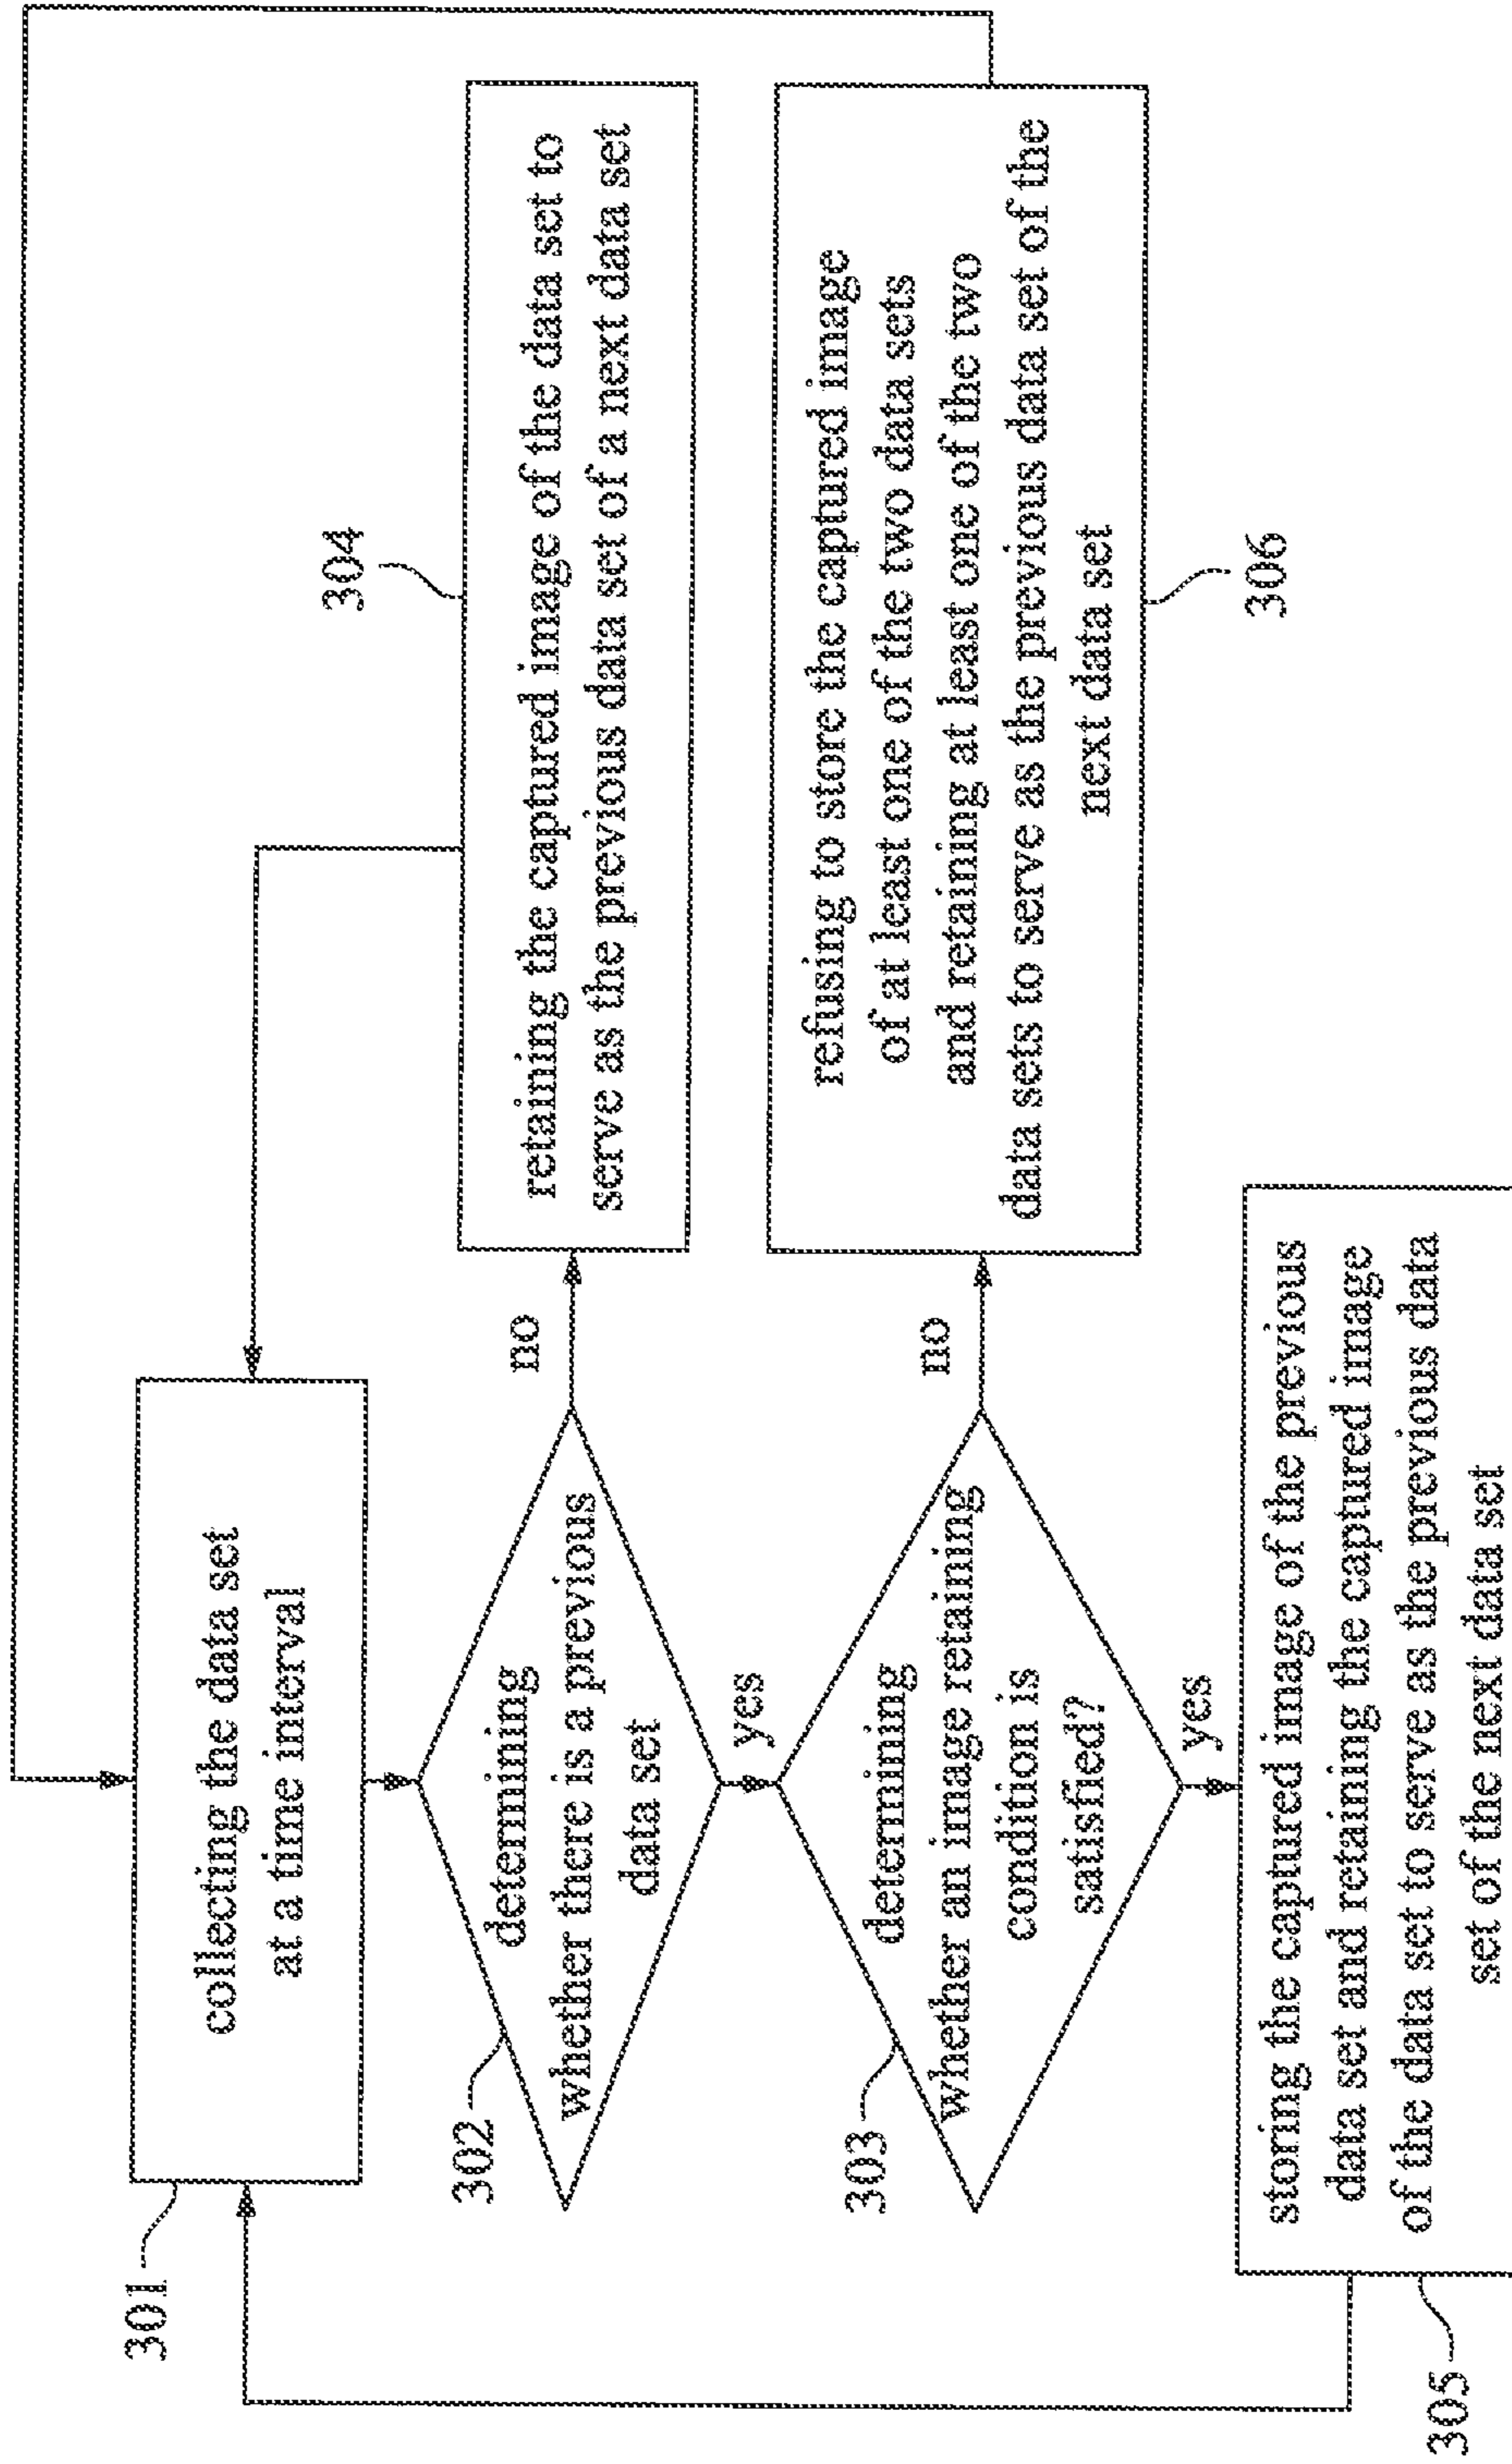 301
collecting the data set
at a time interval
302
determining
whether there is a previous
data set
no
304
retaining the captured image of the data set to
serve as the previous data set of a next data set
yes
303
determining
whether an image retaining
condition is
satisfied?
no
refusing to store the captured image
of at least one of the two data sets
and retaining at least one of the two
data sets to serve as the previous data set of the
next data set
306
yes
storing the captured image of the previous
data set and retaining the captured image
of the data set to serve as the previous data
set of the next data set
305